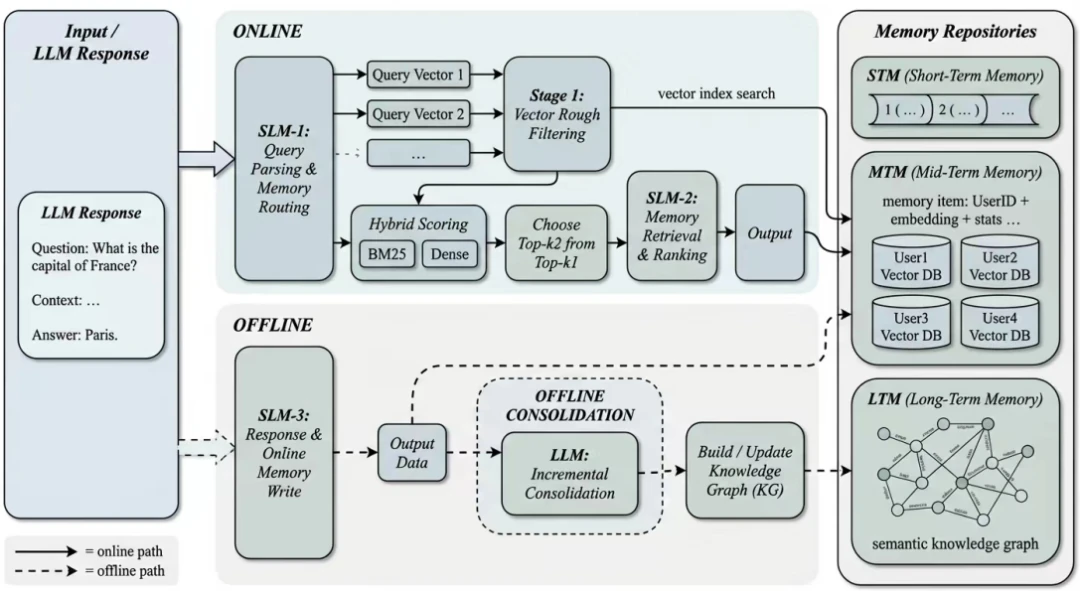 Input /
LLM Response
LLM Response
Question: What is the
capital of France?
Context: …
Answer: Paris.
= online path
= offline path
ONLINE
SLM-1:
Query
Parsing &
Memory
Routing
Query Vector 1
Query Vector 2
…
Stage 1:
Vector Rough
Filtering
vector index search
Hybrid Scoring
BM25
Dense
Choose
Top-k2 from
Top-k1
SLM-2:
Memory
Retrieval
& Ranking
Output
OFFLINE
SLM-3:
Response &
Online
Memory
Write
Output
Data
OFFLINE
CONSOLIDATION
LLM:
Incremental
Consolidation
Build / Update
Knowledge
Graph (KG)
Memory Repositories
STM (Short-Term Memory)
1 (…) 2 (…) …
MTM (Mid-Term Memory)
memory item: UserID +
embedding + stats …
User1
Vector DB
User2
Vector DB
User3
Vector DB
User4
Vector DB
LTM (Long-Term Memory)
semantic knowledge graph